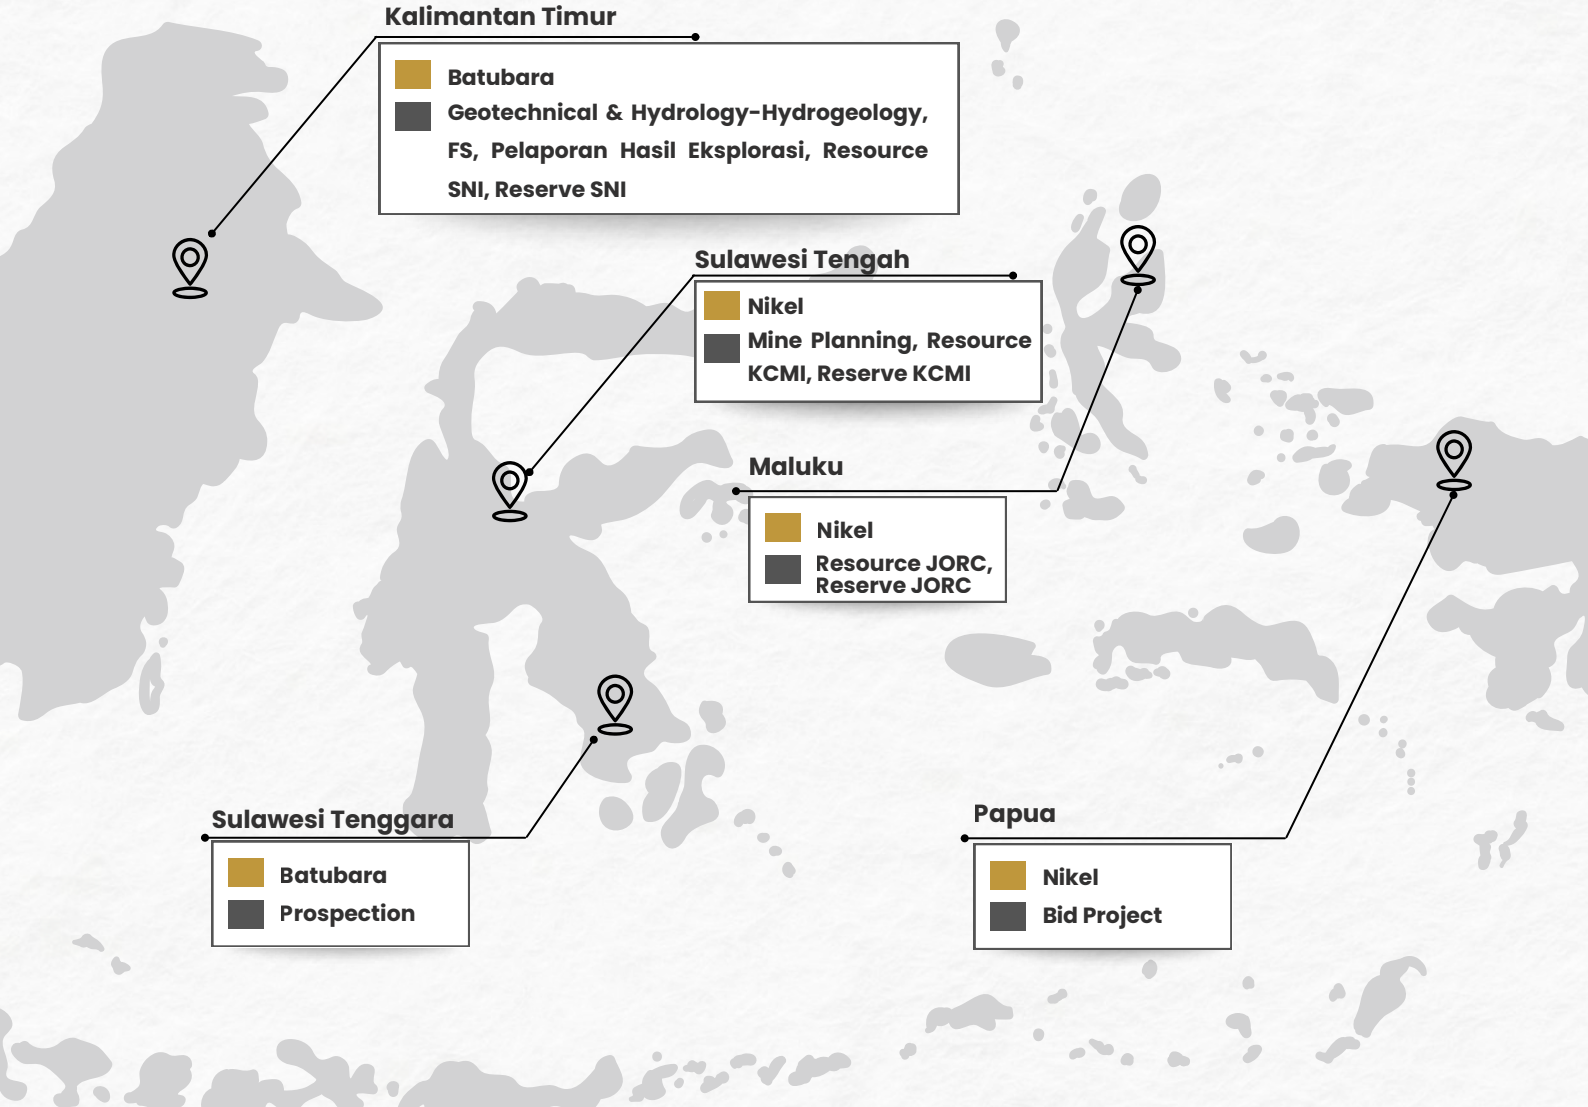 Kalimantan Timur
Batubara
Geotechnical & Hydrology-Hydrogeology,
FS, Pelaporan Hasil Eksplorasi, Resource
SNI, Reserve SNI
Sulawesi Tengah
Nikel
Mine Planning, Resource
KCMI, Reserve KCMI
Maluku
Nikel
Resource JORC,
Reserve JORC
Sulawesi Tenggara
Batubara
Prospection
Papua
Nikel
Bid Project